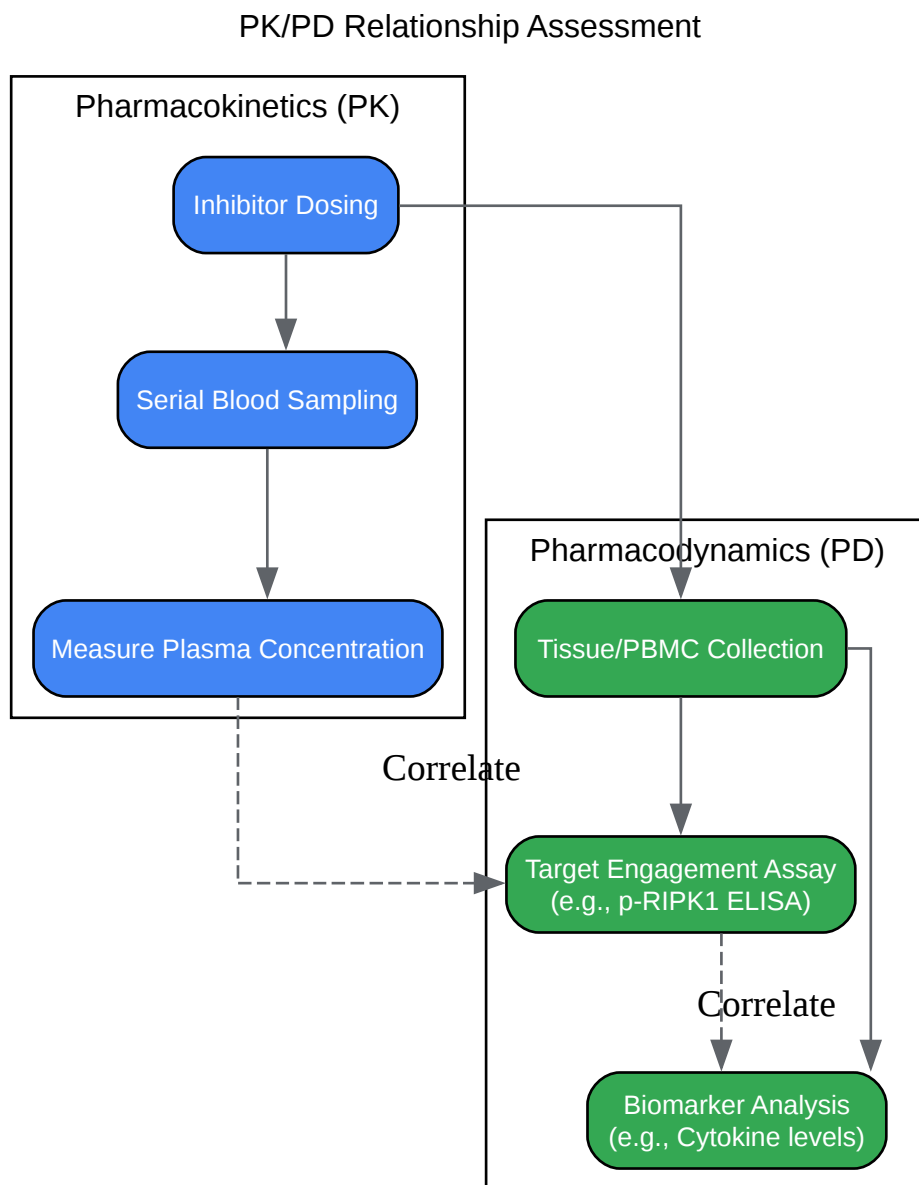 PK/PD Relationship Assessment
Pharmacokinetics (PK)
Inhibitor Dosing
Serial Blood Sampling
Measure Plasma Concentration
Pharmacodynamics (PD)
Tissue/PBMC Collection
Correlate
Target Engagement Assay
(e.g., p-RIPK1 ELISA)
Correlate
Biomarker Analysis
(e.g., Cytokine levels)